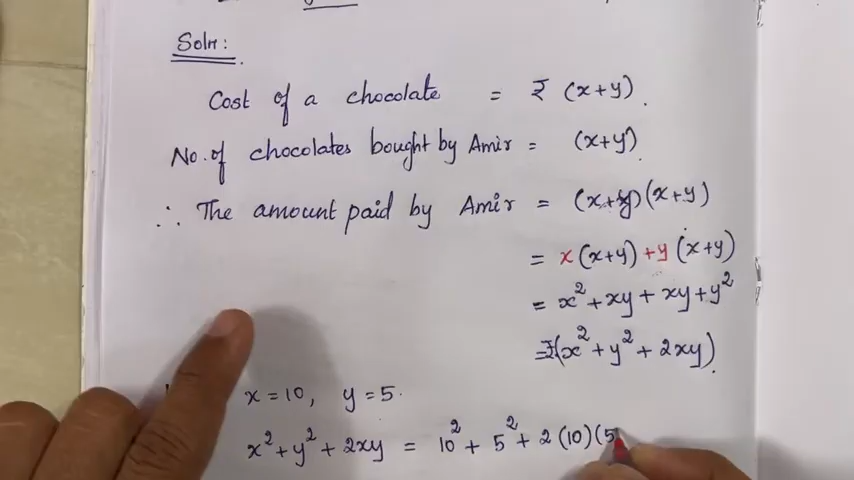 Soln:
Cost of a chocolate = ₹ (x+y).
No. of chocolates bought by Amir = (x+y).
∴ The amount paid by Amir = (x+y)(x+y)
= x(x+y) +y (x+y)
= x² + xy + xy + y²
=₹(x² + y² + 2xy).
x = 10, y = 5.
x² + y² + 2xy = 10² + 5² + 2 (10)(5